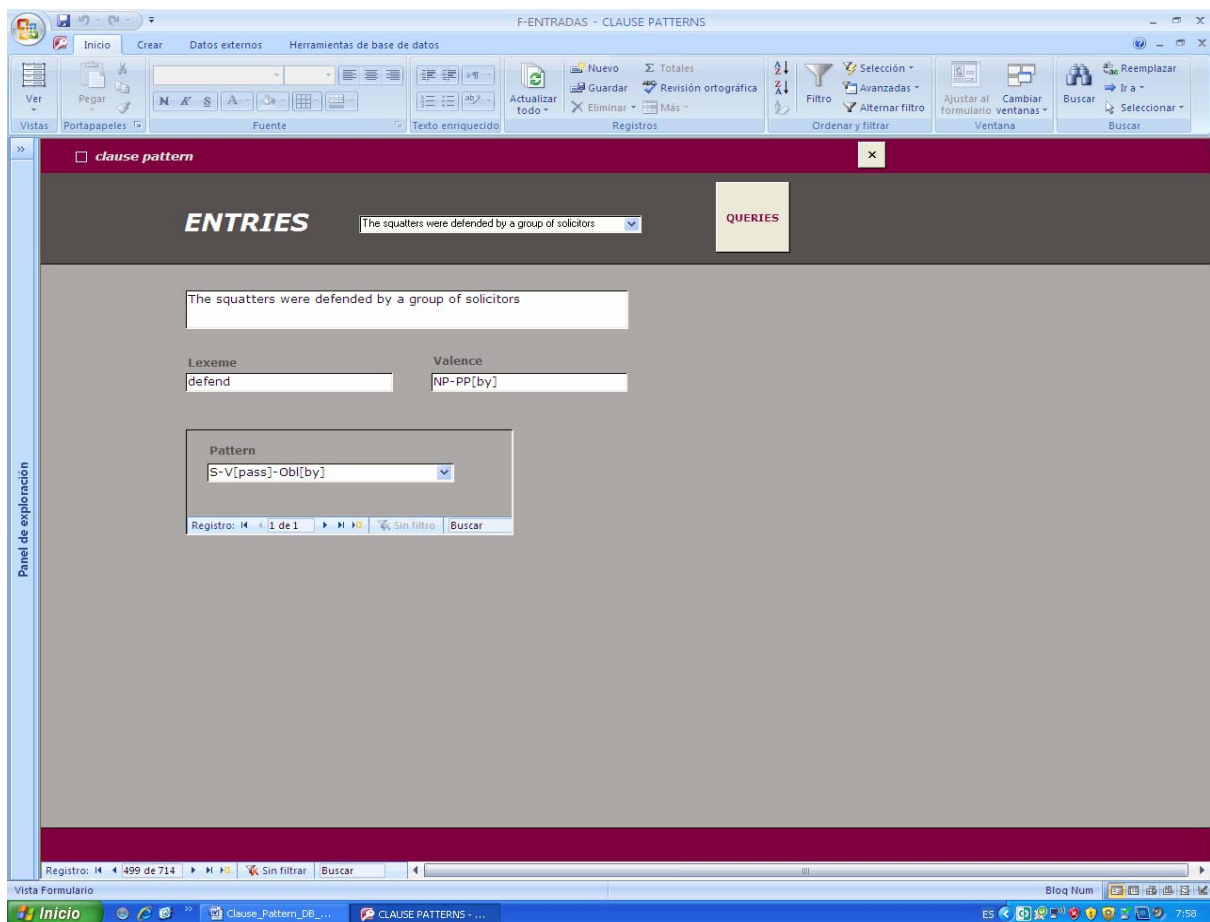 F-ENTRADAS - CLAUSE PATTERNS
Inicio Crear Datos externos Herramientas de base de datos
Ver
Vistas
Pegar
Portapapeles
N K S A
Fuente
Texto enriquecido
Actualizar todo
Nuevo
Guardar
Eliminar
Σ Totales
Revisión ortográfica
Más
Registros
Filtro
Selección
Avanzadas
Alternar filtro
Ordenar y filtrar
Ajustar al formulario
Cambiar ventanas
Ventana
Buscar
Reemplazar
Ir a
Seleccionar
Buscar
clause pattern
ENTRIES
The squatters were defended by a group of solicitors
QUERIES
The squatters were defended by a group of solicitors
Lexeme Valence
defend NP-PP[by]
Pattern
S-V[pass]-Obl[by]
Registro: 1 de 1 Sin filtro Buscar
Panel de exploración
Registro: 499 de 714 Sin filtrar Buscar
Vista Formulario Bloq Num
Inicio Clause_Pattern_DB_... CLAUSE PATTERNS - ... ES 7:58